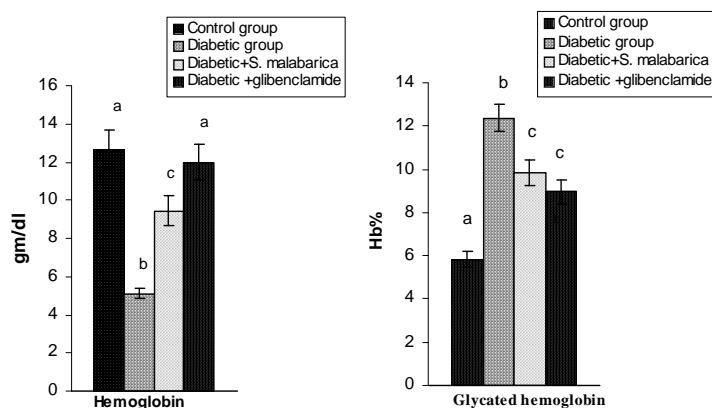 Control group
Diabetic group
Diabetic+S. malabarica
Diabetic +glibenclamide
16
14
12
10
8
6
4
2
0
gm/dl
a
b
c
a
Hemoglobin
Control group
Diabetic group
Diabetic+S. malabarica
Diabetic +glibenclamide
14
12
10
8
6
4
2
0
Hb%
a
b
c
c
Glycated hemoglobin